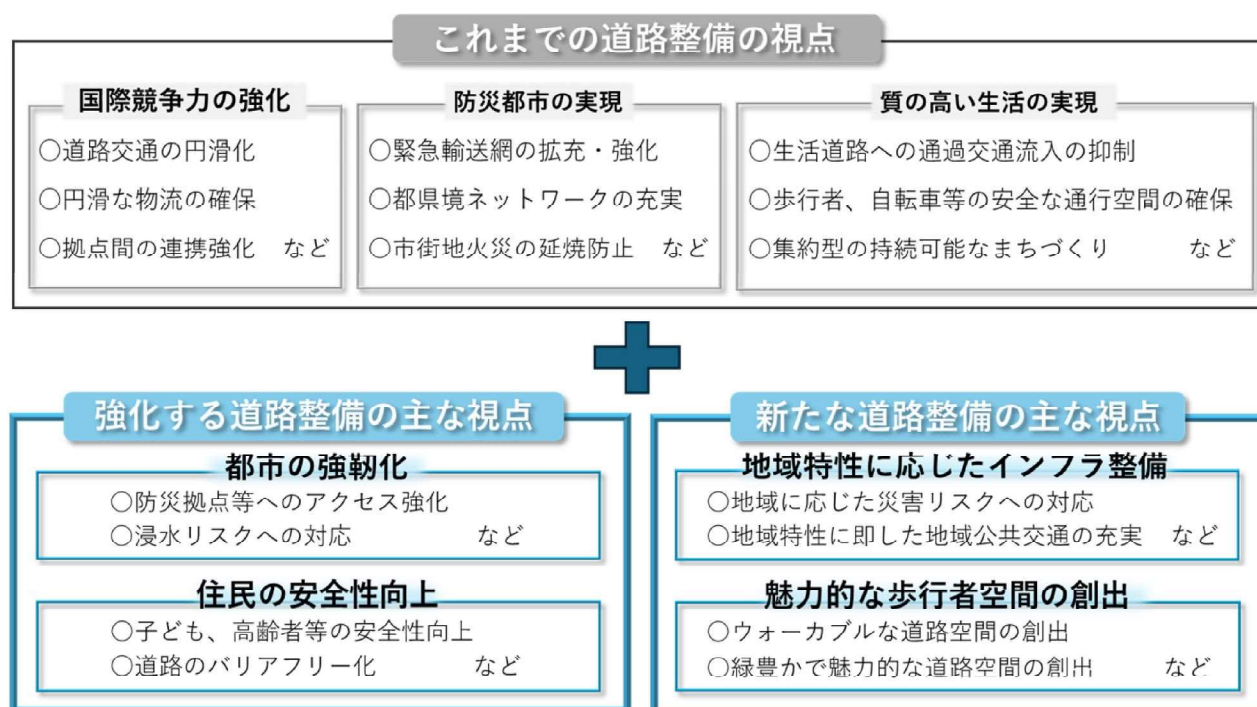 これまでの道路整備の視点
国際競争力の強化
○道路交通の円滑化
○円滑な物流の確保
○拠点間の連携強化　など
防災都市の実現
○緊急輸送網の拡充・強化
○都県境ネットワークの充実
○市街地火災の延焼防止　など
質の高い生活の実現
○生活道路への通過交通流入の抑制
○歩行者、自転車等の安全な通行空間の確保
○集約型の持続可能なまちづくり　など
強化する道路整備の主な視点
都市の強靭化
○防災拠点等へのアクセス強化
○浸水リスクへの対応　など
住民の安全性向上
○子ども、高齢者等の安全性向上
○道路のバリアフリー化　など
新たな道路整備の主な視点
地域特性に応じたインフラ整備
○地域に応じた災害リスクへの対応
○地域特性に即した地域公共交通の充実　など
魅力的な歩行者空間の創出
○ウォーカブルな道路空間の創出
○緑豊かで魅力的な道路空間の創出　など